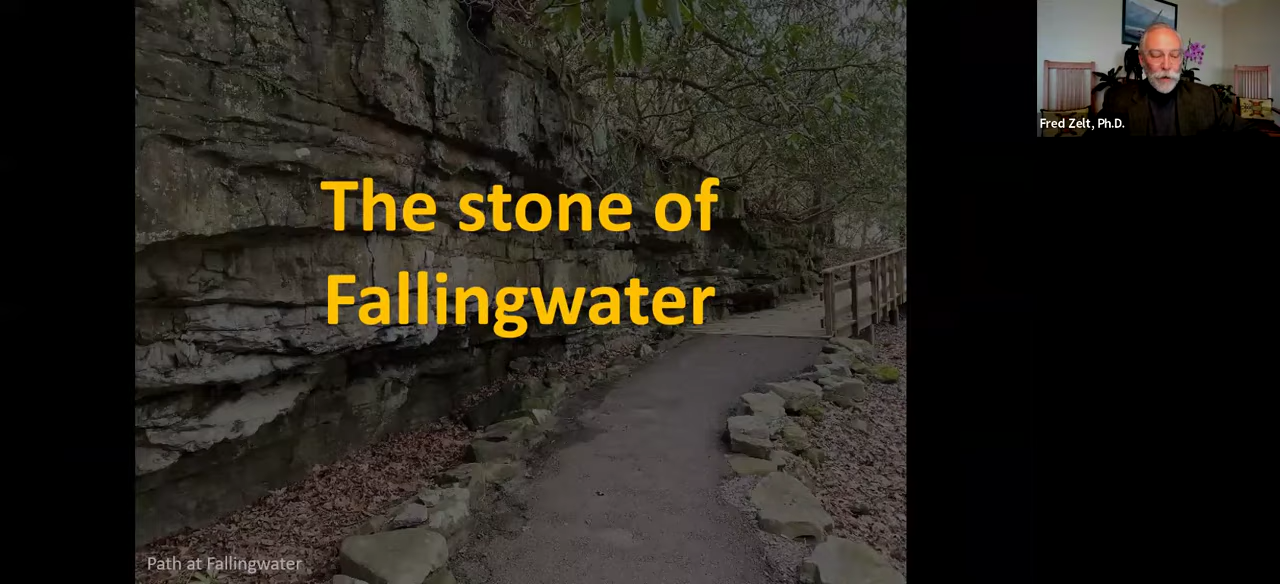 The stone of
Fallingwater
Path at Fallingwater
Fred Zelt, Ph.D.